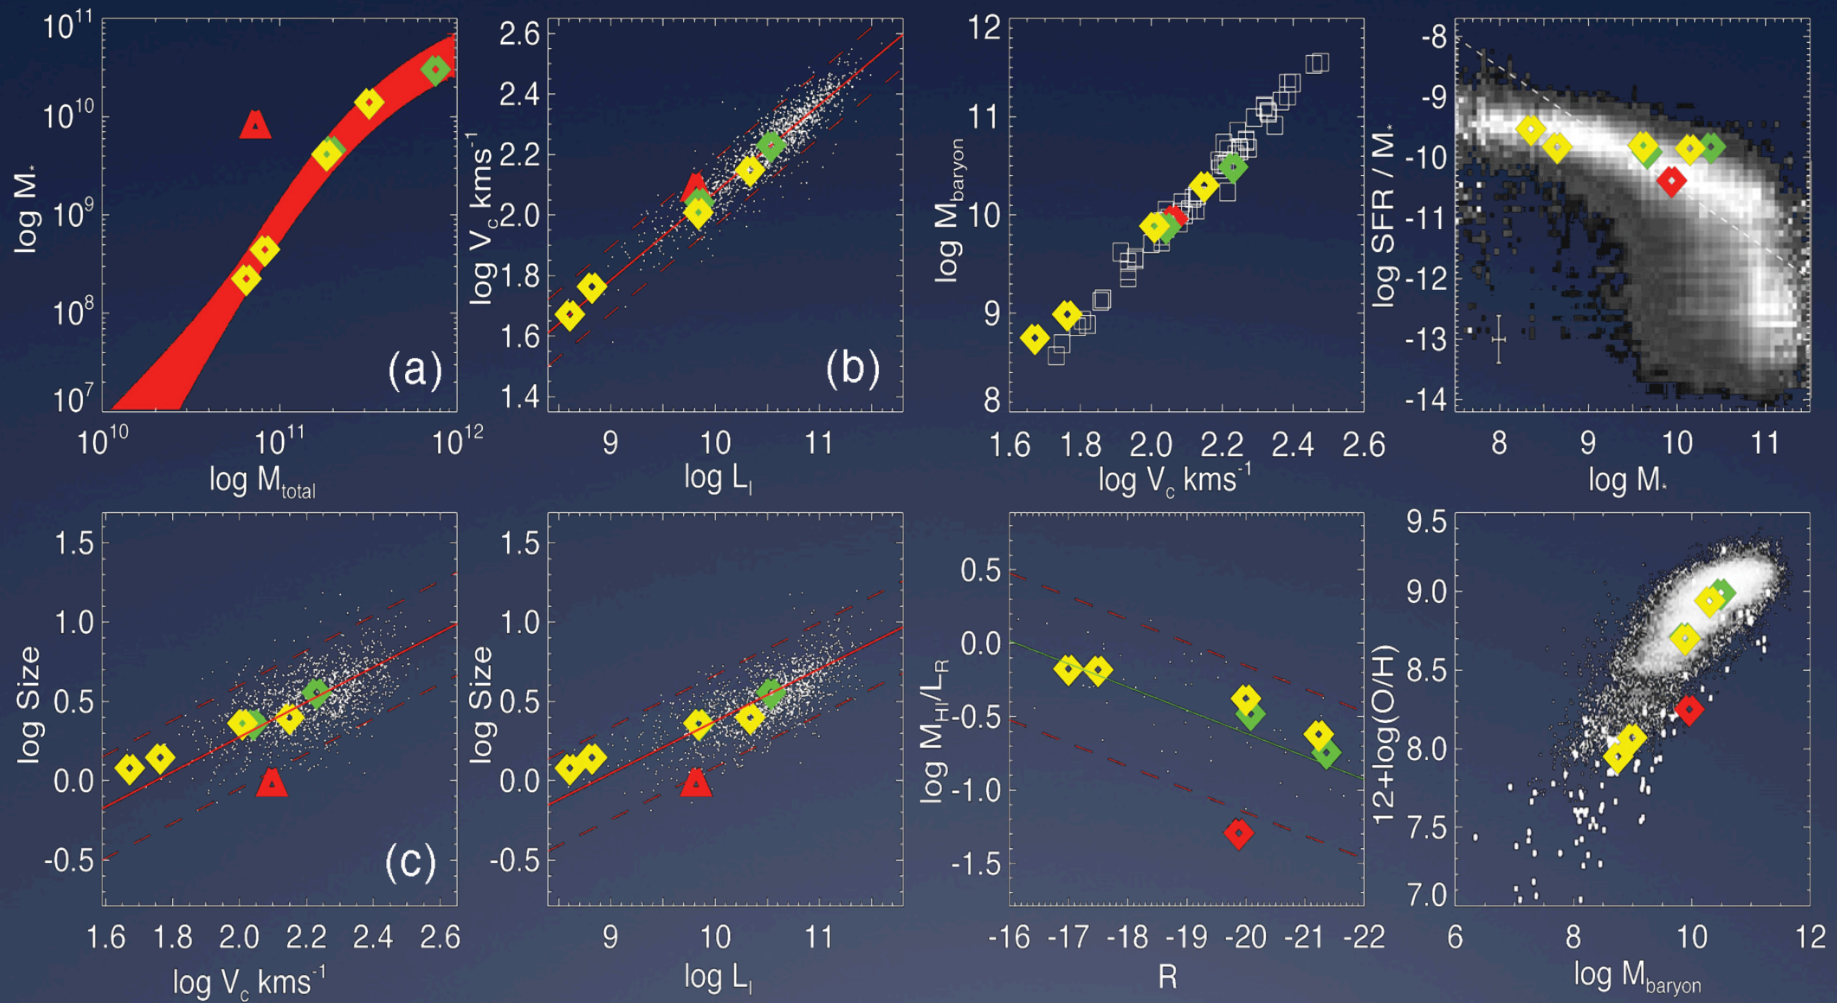 10¹¹
10¹⁰
10⁹
10⁸
10⁷
log M*
(a)
10¹⁰ 10¹¹ 10¹²
log M_total
2.6
2.4
2.2
2.0
1.8
1.6
1.4
log V_c kms⁻¹
(b)
9 10 11
log L_I
12
11
10
9
8
log M_baryon
1.6 1.8 2.0 2.2 2.4 2.6
log V_c kms⁻¹
-8
-9
-10
-11
-12
-13
-14
log SFR / M*
8 9 10 11
log M*
1.5
1.0
0.5
0.0
-0.5
log Size
(c)
1.6 1.8 2.0 2.2 2.4 2.6
log V_c kms⁻¹
1.5
1.0
0.5
0.0
-0.5
log Size
9 10 11
log L_I
0.5
0.0
-0.5
-1.0
-1.5
log M_HI/L_R
-16 -17 -18 -19 -20 -21 -22
R
9.5
9.0
8.5
8.0
7.5
7.0
12+log(O/H)
6 8 10 12
log M_baryon